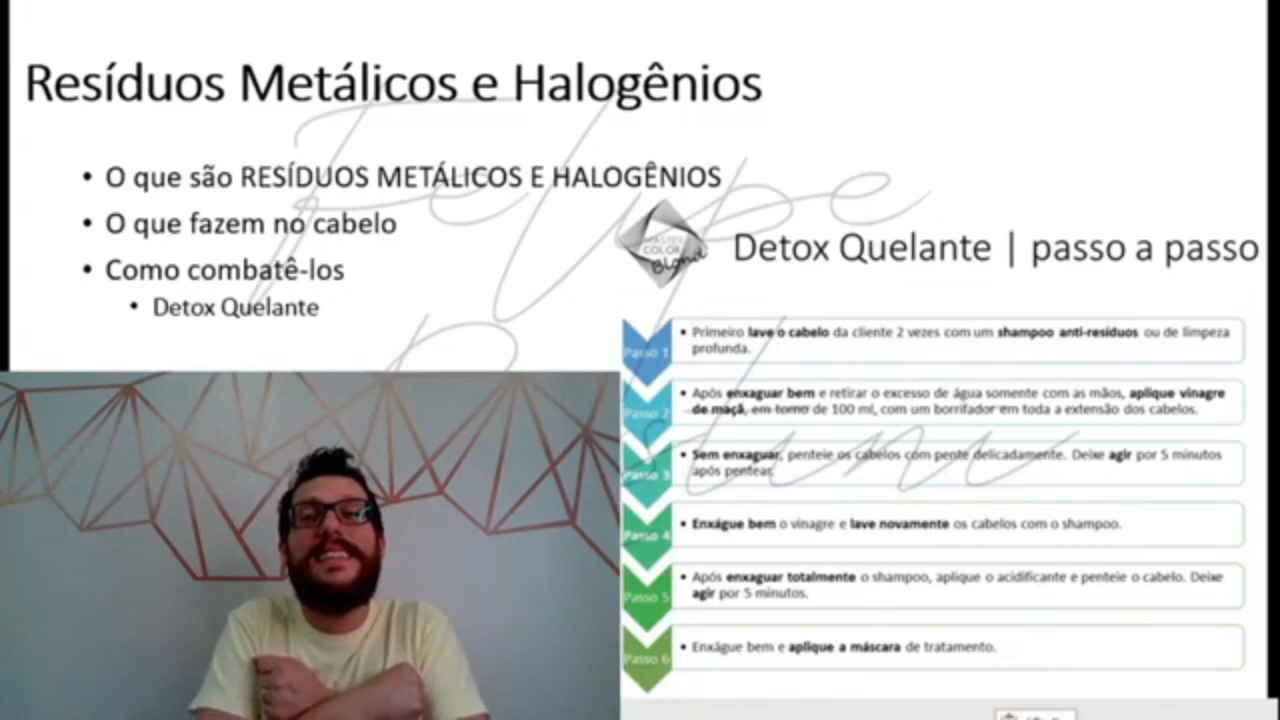 Resíduos Metálicos e Halogênios
• O que são RESÍDUOS METÁLICOS E HALOGÊNIOS
• O que fazem no cabelo
• Como combatê-los
• Detox Quelante
Felipe
MASTER
COLOR
Blond
Detox Quelante | passo a passo
Passo 1
• Primeiro lave o cabelo da cliente 2 vezes com um shampoo anti-resíduos ou de limpeza
profunda.
Passo 2
• Após enxaguar bem e retirar o excesso de água somente com as mãos, aplique vinagre
de maçã, em torno de 100 ml, com um borrifador em toda a extensão dos cabelos.
Passo 3
• Sem enxaguar, penteie os cabelos com pente delicadamente. Deixe agir por 5 minutos
após pentear.
Passo 4
• Enxágue bem o vinagre e lave novamente os cabelos com o shampoo.
Passo 5
• Após enxaguar totalmente o shampoo, aplique o acidificante e penteie o cabelo. Deixe
agir por 5 minutos.
Passo 6
• Enxágue bem e aplique a máscara de tratamento.